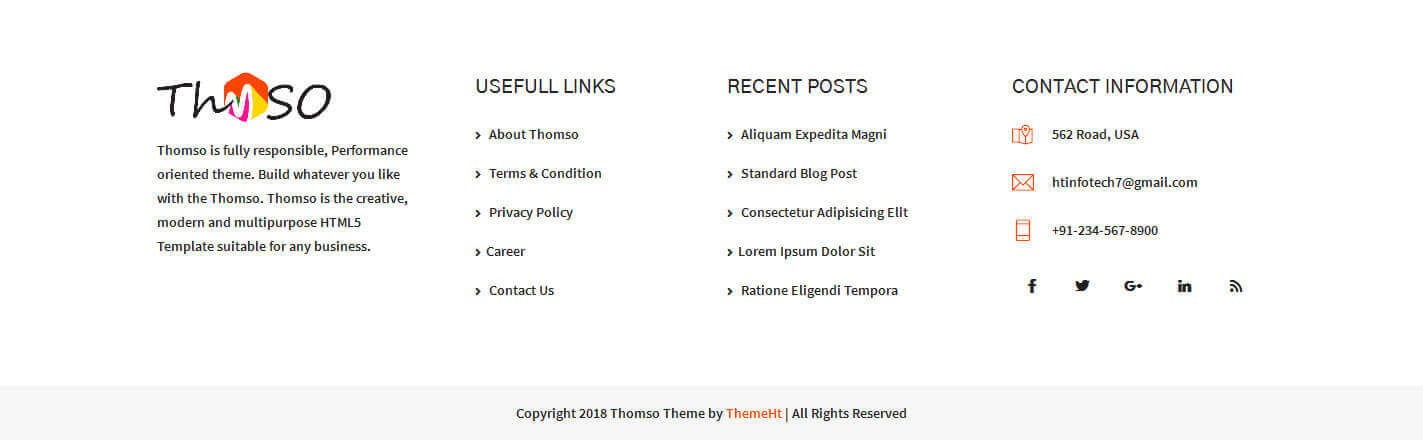 Thomso
Thomso is fully responsible, Performance
oriented theme. Build whatever you like
with the Thomso. Thomso is the creative,
modern and multipurpose HTML5
Template suitable for any business.
USEFULL LINKS
About Thomso
Terms & Condition
Privacy Policy
Career
Contact Us
RECENT POSTS
Aliquam Expedita Magni
Standard Blog Post
Consectetur Adipisicing Elit
Lorem Ipsum Dolor Sit
Ratione Eligendi Tempora
CONTACT INFORMATION
562 Road, USA
htinfotech7@gmail.com
+91-234-567-8900
Copyright 2018 Thomso Theme by ThemeHt | All Rights Reserved